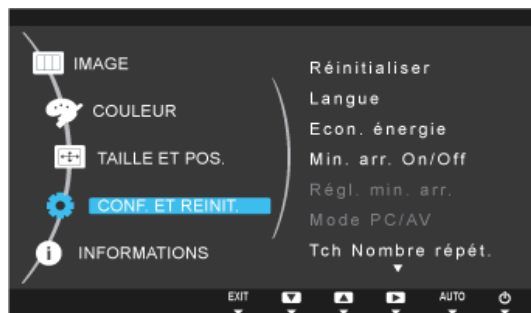 IMAGE
COULEUR
TAILLE ET POS.
CONF. ET REINIT.
INFORMATIONS
Réinitialiser
Langue
Econ. énergie
Min. arr. On/Off
Régl. min. arr.
Mode PC/AV
Tch Nombre répét.
EXIT
AUTO